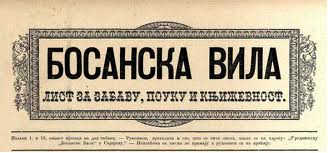 БОСАНСКА ВИЛА
ЛИСТ ЗА ЗАБАВУ, ПОУКУ И КЊИЖЕВНОСТ.
Излази 1. и 16. сваког мјесеца на два табака. — Рукописи, претплата и све, што се тиче листа, шаље се на адресу: „Уредништву
„Босанске Виле“ у Сарајеву.“ — Неплаћена се писма не примају а рукописи се не враћају.